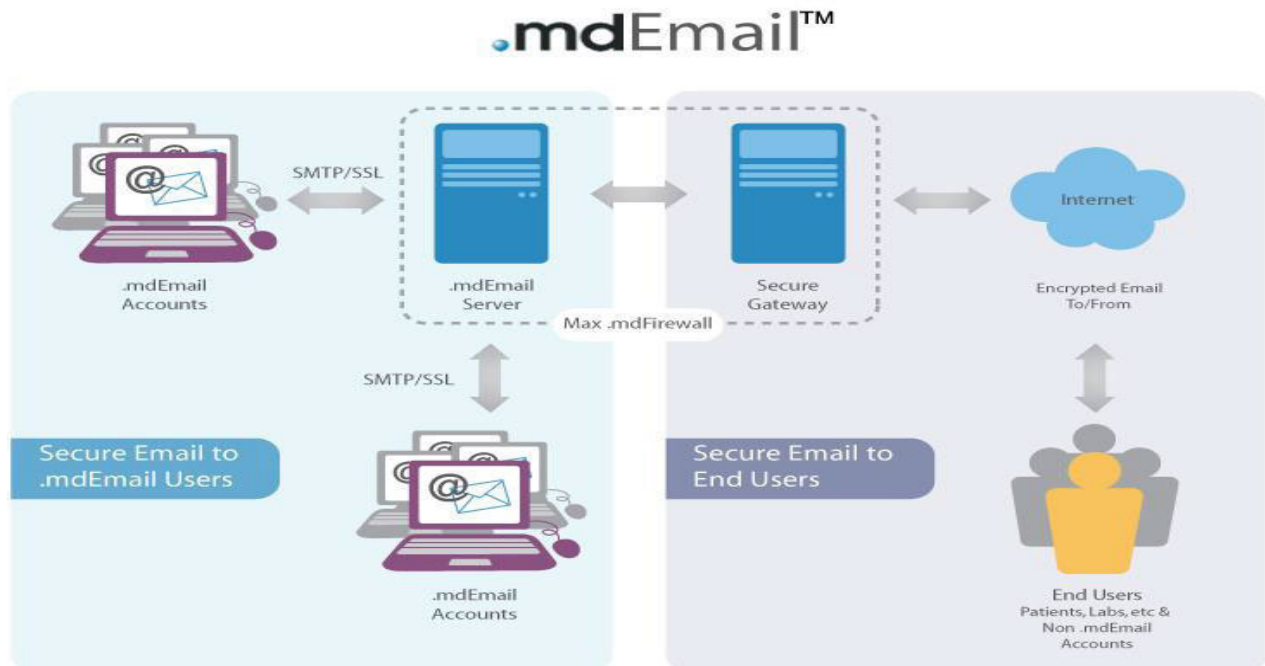 .mdEmail™
SMTP/SSL
.mdEmail
Accounts
.mdEmail
Server
Secure
Gateway
Internet
Encrypted Email
To/From
Max .mdFirewall
SMTP/SSL
Secure Email to
.mdEmail Users
.mdEmail
Accounts
Secure Email to
End Users
End Users
Patients, Labs, etc &
Non .mdEmail
Accounts